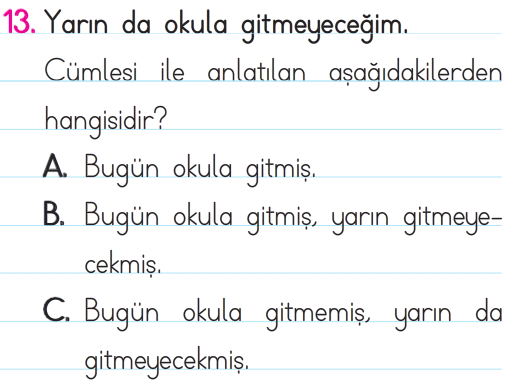 13. Yarın da okula gitmeyeceğim.
Cümlesi ile anlatılan aşağıdakilerden
hangisidir?
A. Bugün okula gitmiş.
B. Bugün okula gitmiş, yarın gitmeye-
cekmiş.
C. Bugün okula gitmemiş, yarın da
gitmeyecekmiş.